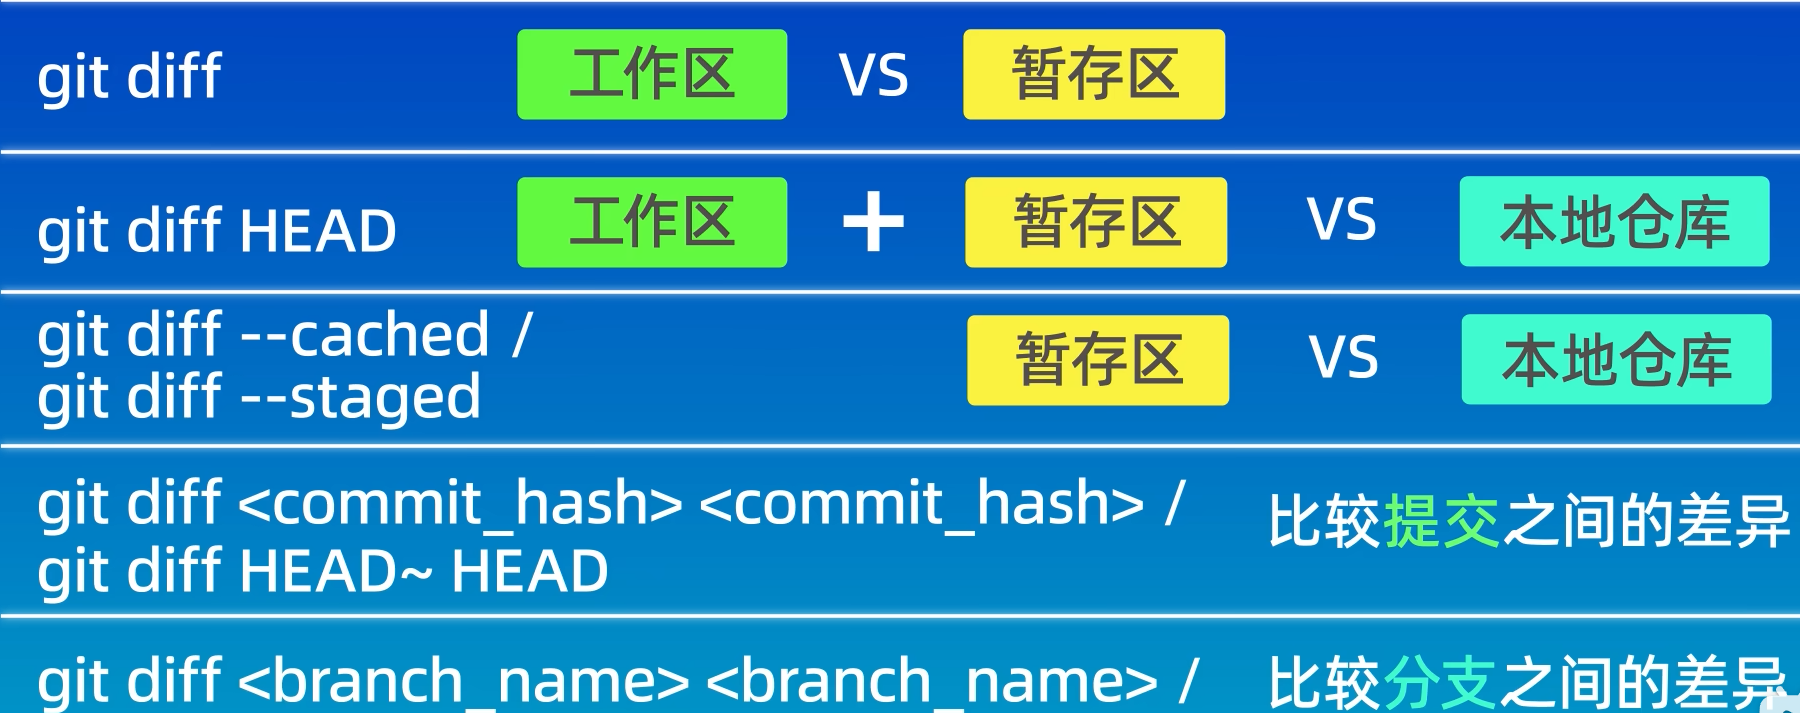 git diff 工作区 VS 暂存区
git diff HEAD 工作区 + 暂存区 VS 本地仓库
git diff --cached /
git diff --staged 暂存区 VS 本地仓库
git diff <commit_hash> <commit_hash> /
git diff HEAD~ HEAD 比较提交之间的差异
git diff <branch_name> <branch_name> / 比较分支之间的差异